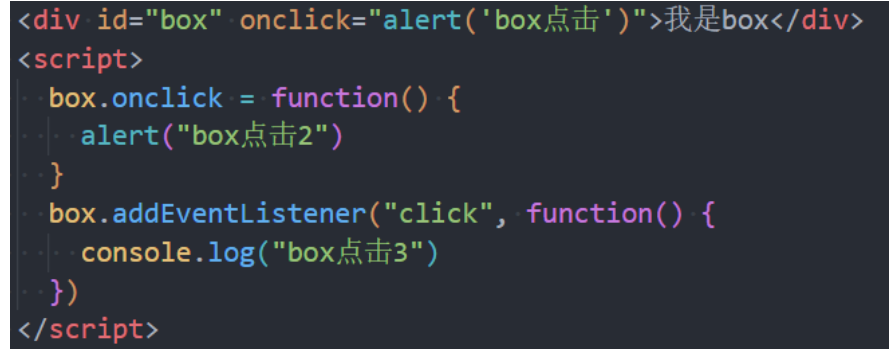 <div id="box" onclick="alert('box点击')">我是box</div>
<script>
  box.onclick = function() {
    alert("box点击2")
  }
  box.addEventListener("click", function() {
    console.log("box点击3")
  })
</script>